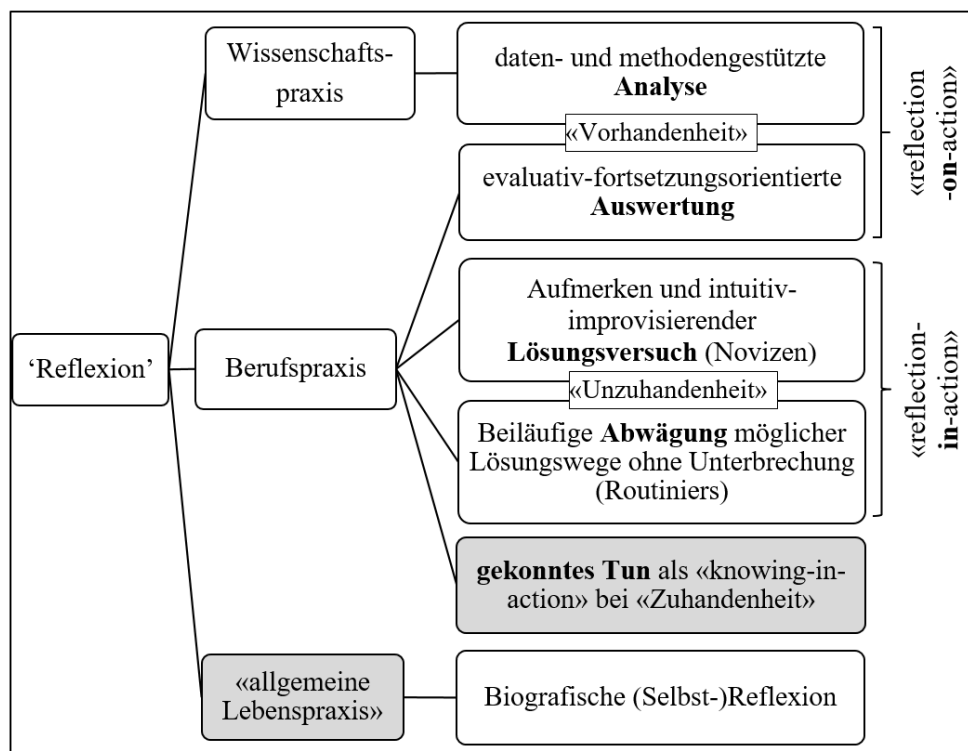 Wissenschafts-
praxis
daten- und methodengestützte
Analyse
«Vorhandenheit»
evaluativ-fortsetzungsorientierte
Auswertung
«reflection
-on-action»
‘Reflexion’
Berufspraxis
Aufmerken und intuitiv-
improvisierender
Lösungsversuch (Novizen)
«Unzuhandenheit»
Beiläufige Abwägung möglicher
Lösungswege ohne Unterbrechung
(Routiniers)
«reflection-
in-action»
gekonntes Tun als «knowing-in-
action» bei «Zuhandenheit»
«allgemeine
Lebenspraxis»
Biografische (Selbst-)Reflexion